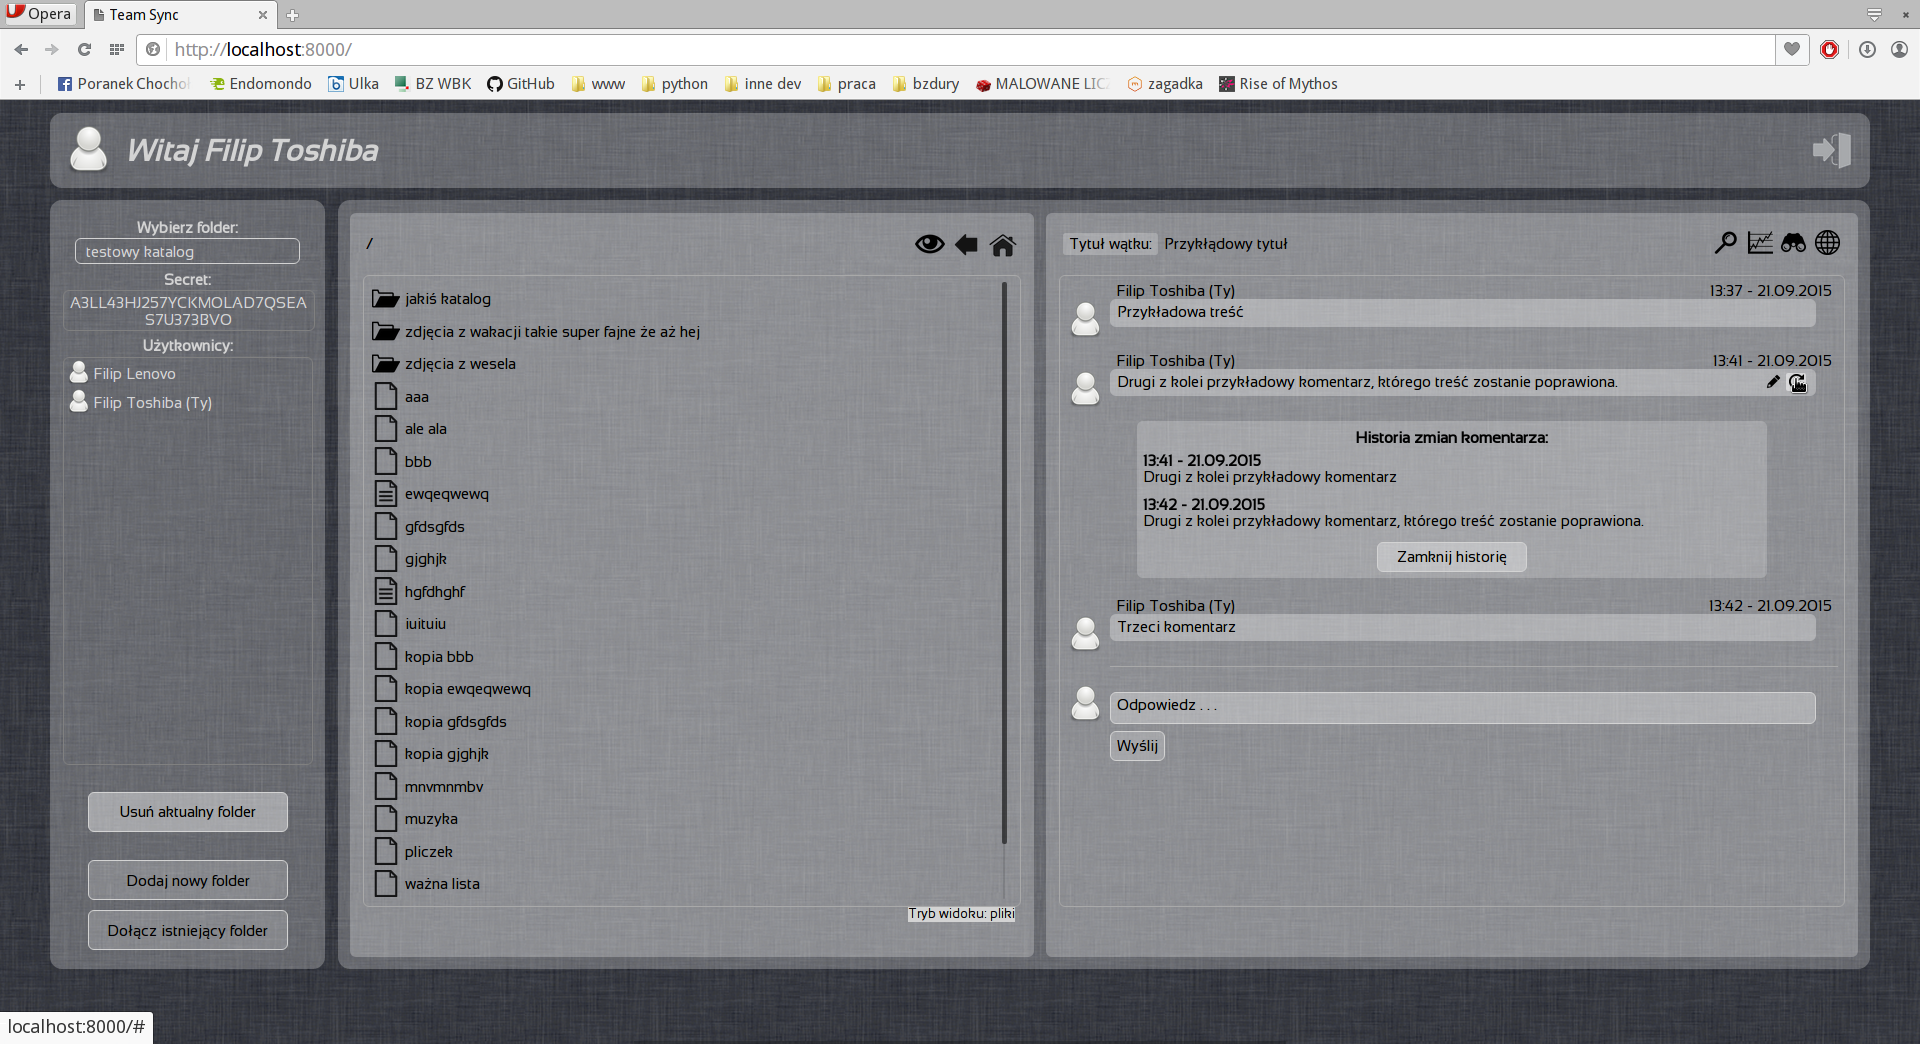 Opera
Team Sync
http://localhost:8000/
Poranek Chocho
Endomondo
Ulka
BZ WBK
GitHub
www
python
inne dev
praca
bzdury
MALOWANE LIC
zagadka
Rise of Mythos
Witaj Filip Toshiba
Wybierz folder:
testowy katalog
Secret:
A3LL43HJ257YCKMOLAD7QSEA
S7U373BVO
Użytkownicy:
Filip Lenovo
Filip Toshiba (Ty)
Usuń aktualny folder
Dodaj nowy folder
Dołącz istniejący folder
/
jakiś katalog
zdjęcia z wakacji takie super fajne że aż hej
zdjęcia z wesela
aaa
ale ala
bbb
ewqeqwewq
gfdsgfds
gjghjk
hgfdhghf
iuituiu
kopia bbb
kopia ewqeqwewq
kopia gfdsgfds
kopia gjghjk
mnvmnmbv
muzyka
pliczek
ważna lista
Tryb widoku: pliki
Tytuł wątku: Przykłądowy tytuł
Filip Toshiba (Ty) 13:37 - 21.09.2015
Przykładowa treść
Filip Toshiba (Ty) 13:41 - 21.09.2015
Drugi z kolei przykładowy komentarz, którego treść zostanie poprawiona.
Historia zmian komentarza:
13:41 - 21.09.2015
Drugi z kolei przykładowy komentarz
13:42 - 21.09.2015
Drugi z kolei przykładowy komentarz, którego treść zostanie poprawiona.
Zamknij historię
Filip Toshiba (Ty) 13:42 - 21.09.2015
Trzeci komentarz
Odpowiedz . . .
Wyślij
localhost:8000/#